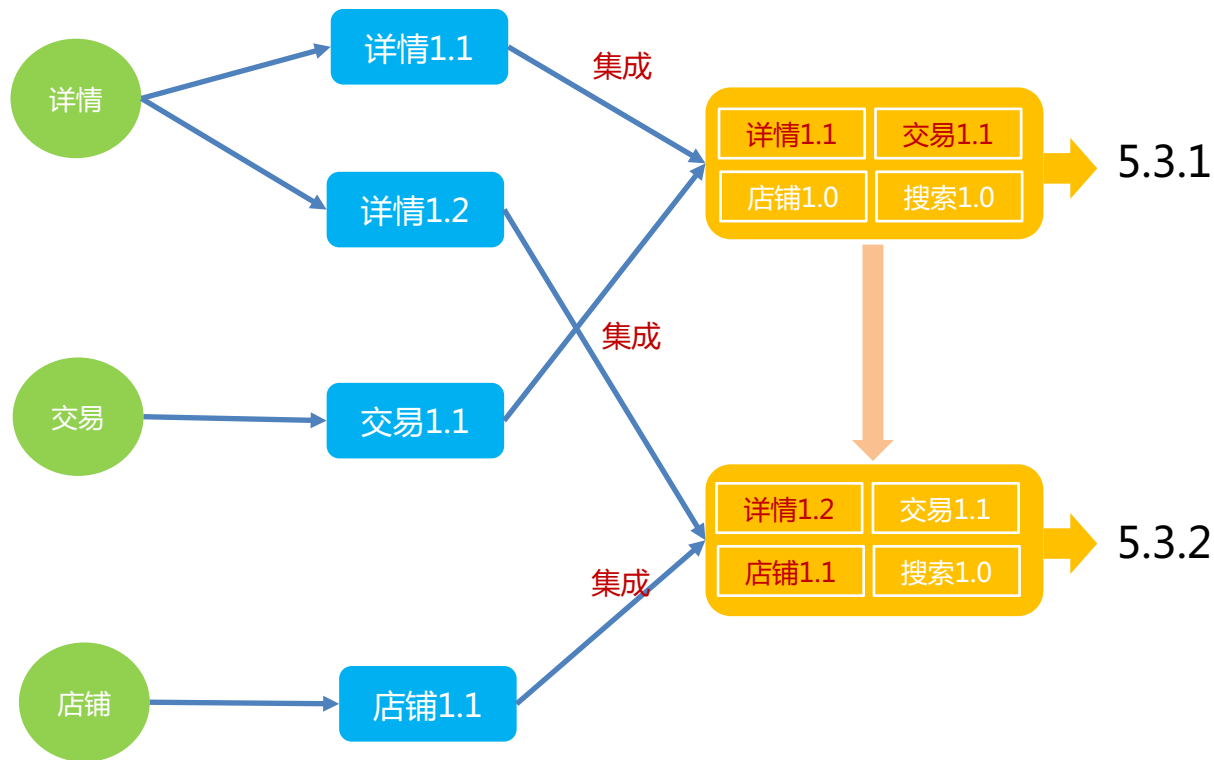 详情
详情1.1
集成
详情1.1
交易1.1
店铺1.0
搜索1.0
5.3.1
详情1.2
集成
交易
交易1.1
详情1.2
交易1.1
店铺1.1
搜索1.0
5.3.2
集成
店铺
店铺1.1